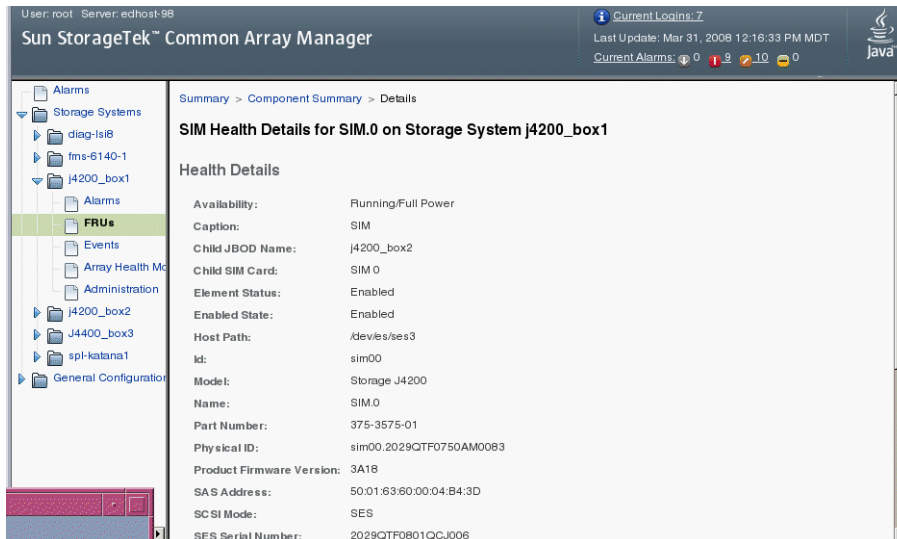 User: root Server: edhost-98
Sun StorageTek™ Common Array Manager
Current Logins: 7
Last Update: Mar 31, 2008 12:16:33 PM MDT
Current Alarms: 0 9 10 0
Java
Alarms
Storage Systems
diag-lsi8
fms-6140-1
j4200_box1
Alarms
FRUs
Events
Array Health Mo
Administration
j4200_box2
J4400_box3
spl-katana1
General Configuration
Summary > Component Summary > Details
SIM Health Details for SIM.0 on Storage System j4200_box1
Health Details
Availability: Running/Full Power
Caption: SIM
Child JBOD Name: j4200_box2
Child SIM Card: SIM 0
Element Status: Enabled
Enabled State: Enabled
Host Path: /dev/es/ses3
Id: sim00
Model: Storage J4200
Name: SIM.0
Part Number: 375-3575-01
Physical ID: sim00.2029QTF0750AM0083
Product Firmware Version: 3A18
SAS Address: 50:01:63:60:00:04:B4:3D
SCSI Mode: SES
SES Serial Number: 2029QTF0801QCJ006